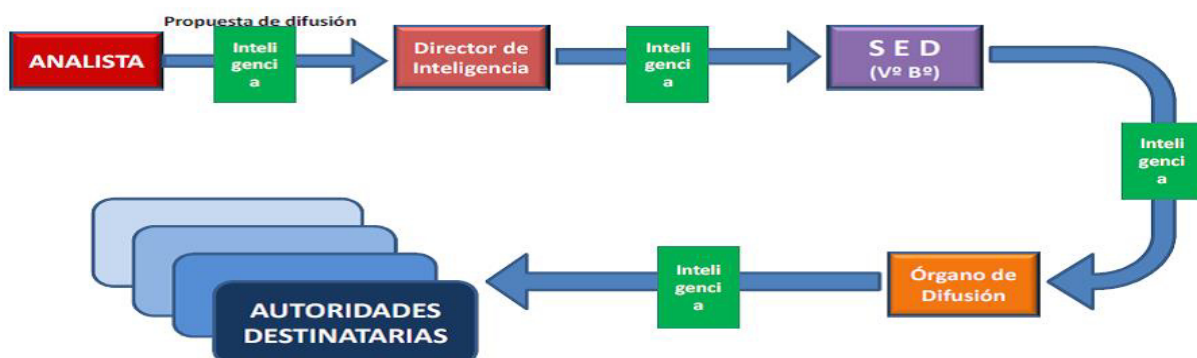 Propuesta de difusión
ANALISTA
Inteli
genci
a
Director de
Inteligencia
Inteli
genci
a
S E D
(Vº Bº)
Inteli
genci
a
Órgano de
Difusión
Inteli
genci
a
AUTORIDADES
DESTINATARIAS